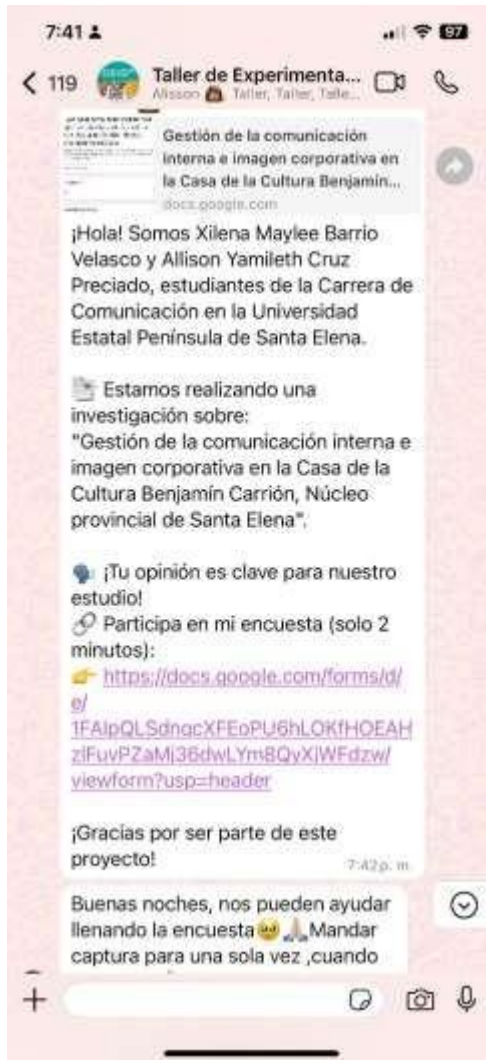 7:41
97
119
Taller de Experimenta...
Alisson Taller, Taller, Talle...
Gestión de la comunicación
interna e imagen corporativa en
la Casa de la Cultura Benjamín...
docs.google.com
¡Hola! Somos Xilena Maylee Barrio
Velasco y Allison Yamileth Cruz
Preciado, estudiantes de la Carrera de
Comunicación en la Universidad
Estatal Península de Santa Elena.
Estamos realizando una
investigación sobre:
"Gestión de la comunicación interna e
imagen corporativa en la Casa de la
Cultura Benjamín Carrión, Núcleo
provincial de Santa Elena".
¡Tu opinión es clave para nuestro
estudio!
Participa en mi encuesta (solo 2
minutos):
https://docs.google.com/forms/d/
e/
1FAIpQLSdngcXFEoPU6hLOKfHOEAH
zlFuvPZaMj36dwLYm8QyXjWFdzw/
viewform?usp=header
¡Gracias por ser parte de este
proyecto!
7:42 p. m.
Buenas noches, nos pueden ayudar
llenando la encuesta🥹🙏🏻Mandar
captura para una sola vez ,cuando